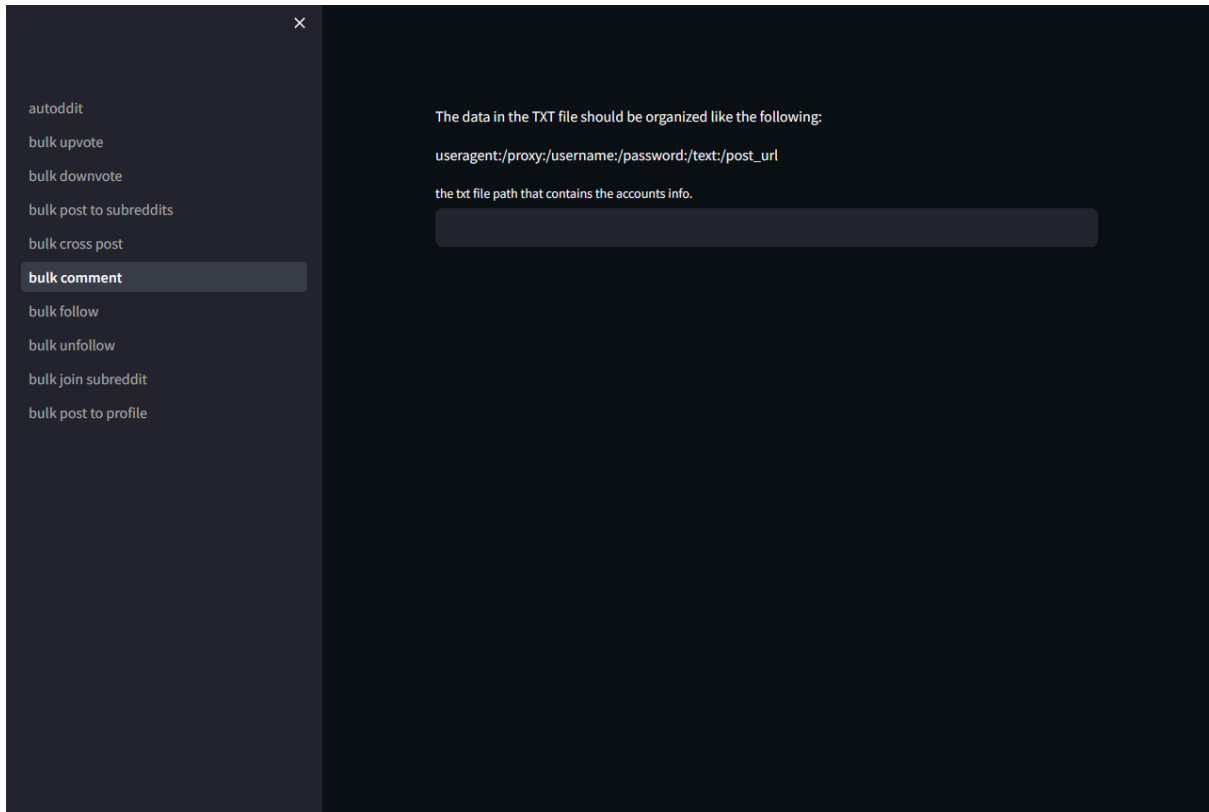 autoddit
bulk upvote
bulk downvote
bulk post to subreddits
bulk cross post
bulk comment
bulk follow
bulk unfollow
bulk join subreddit
bulk post to profile
The data in the TXT file should be organized like the following:
useragent:/proxy:/username:/password:/text:/post_url
the txt file path that contains the accounts info.